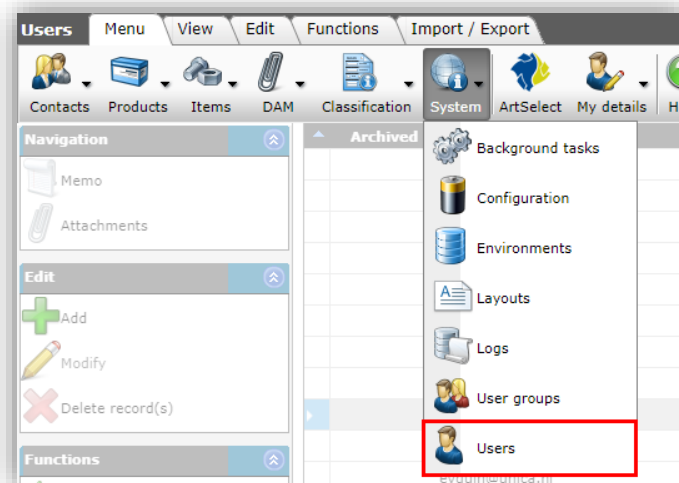 Users Menu View Edit Functions Import / Export
Contacts Products Items DAM Classification System ArtSelect My details H
Navigation Archived
Memo
Attachments
Edit
Add
Modify
Delete record(s)
Functions
Background tasks
Configuration
Environments
Layouts
Logs
User groups
Users